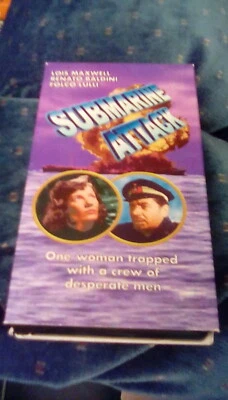 LOIS MAXWELL
RENATO BALDINI
FOLCO LULLI
SUBMARINE
ATTACK
One woman trapped
with a crew of
desperate men